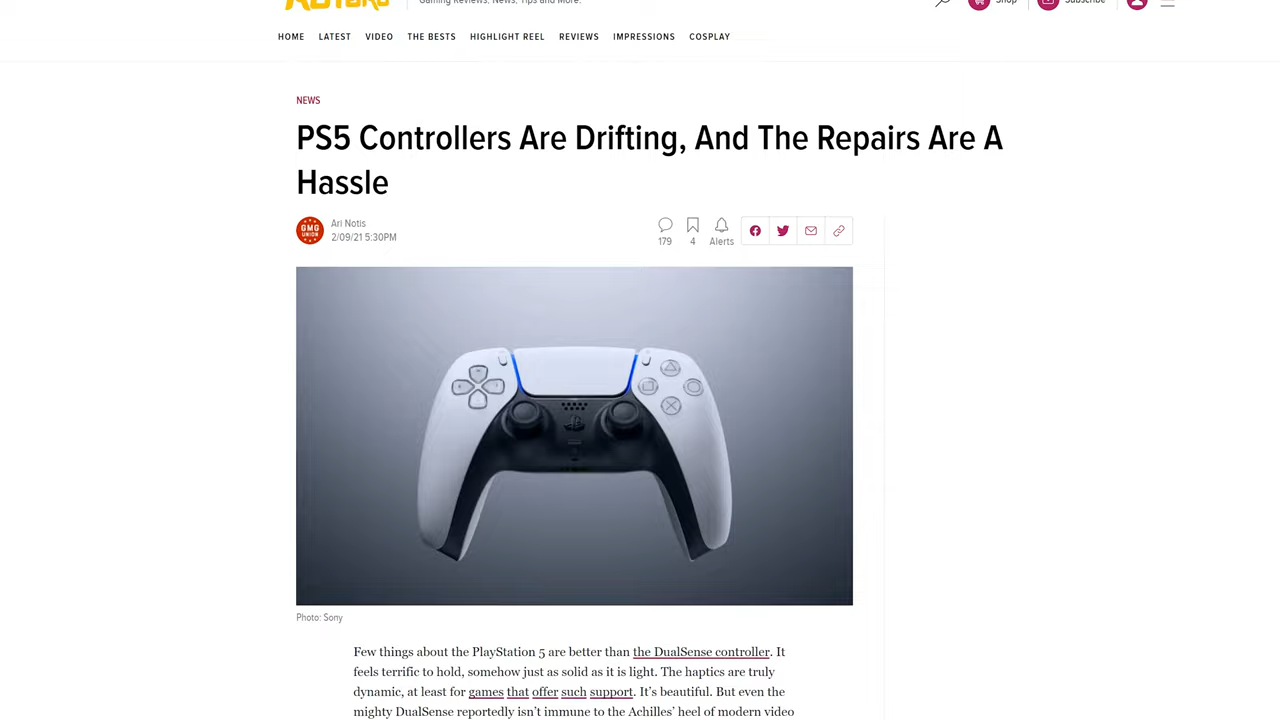 Gaming Reviews, News, Tips and More.
Shop
Subscribe
HOME LATEST VIDEO THE BESTS HIGHLIGHT REEL REVIEWS IMPRESSIONS COSPLAY
NEWS
PS5 Controllers Are Drifting, And The Repairs Are A
Hassle
GMG
UNION
Ari Notis
2/09/21 5:30PM
179
4
Alerts
Photo: Sony
Few things about the PlayStation 5 are better than the DualSense controller. It
feels terrific to hold, somehow just as solid as it is light. The haptics are truly
dynamic, at least for games that offer such support. It’s beautiful. But even the
mighty DualSense reportedly isn’t immune to the Achilles’ heel of modern video